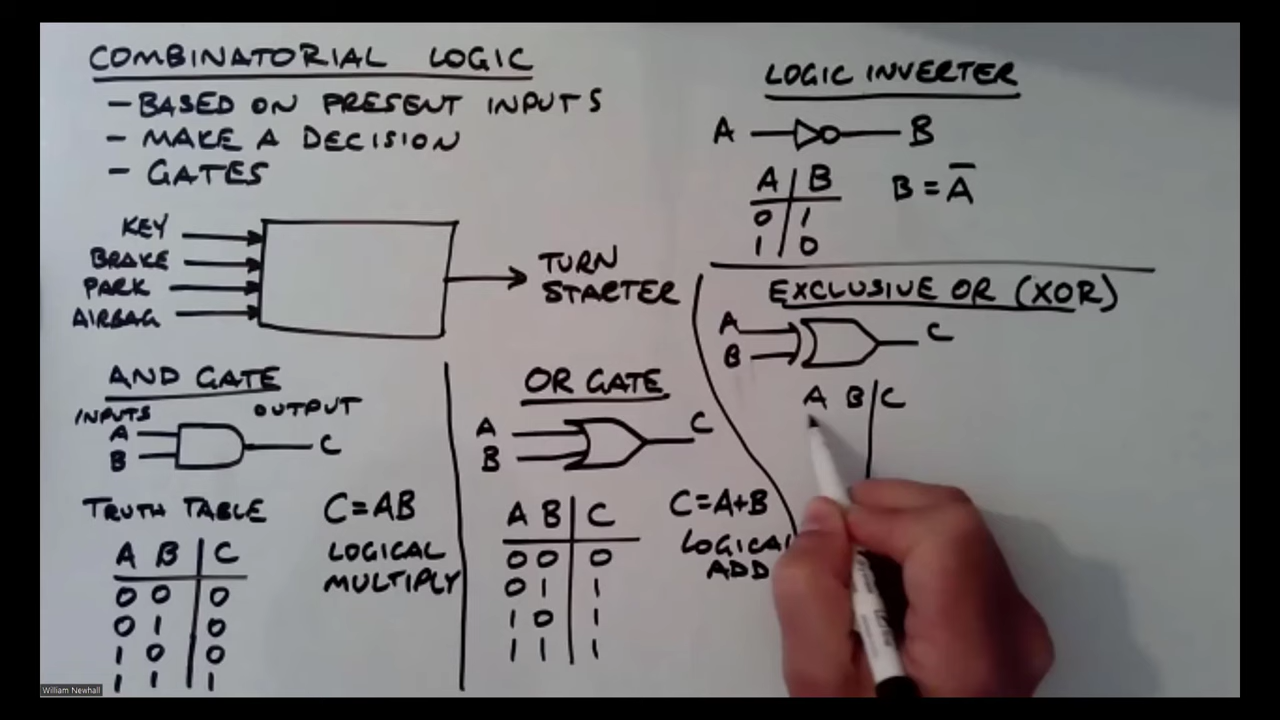 COMBINATORIAL LOGIC
- BASED ON PRESENT INPUTS
- MAKE A DECISION
- GATES
KEY
BRAKE
PARK
AIRBAG
TURN
STARTER
AND GATE
INPUTS
OUTPUT
A
B
C
TRUTH TABLE
C=AB
LOGICAL
MULTIPLY
A B | C
0 0 | 0
0 1 | 0
1 0 | 0
1 1 | 1
OR GATE
A
B
C
C=A+B
LOGICAL
ADD
A B | C
0 0 | 0
0 1 | 1
1 0 | 1
1 1 | 1
LOGIC INVERTER
A
B
A | B
0 | 1
1 | 0
B = A̅
EXCLUSIVE OR (XOR)
A
B
C
A B | C
William Newhall